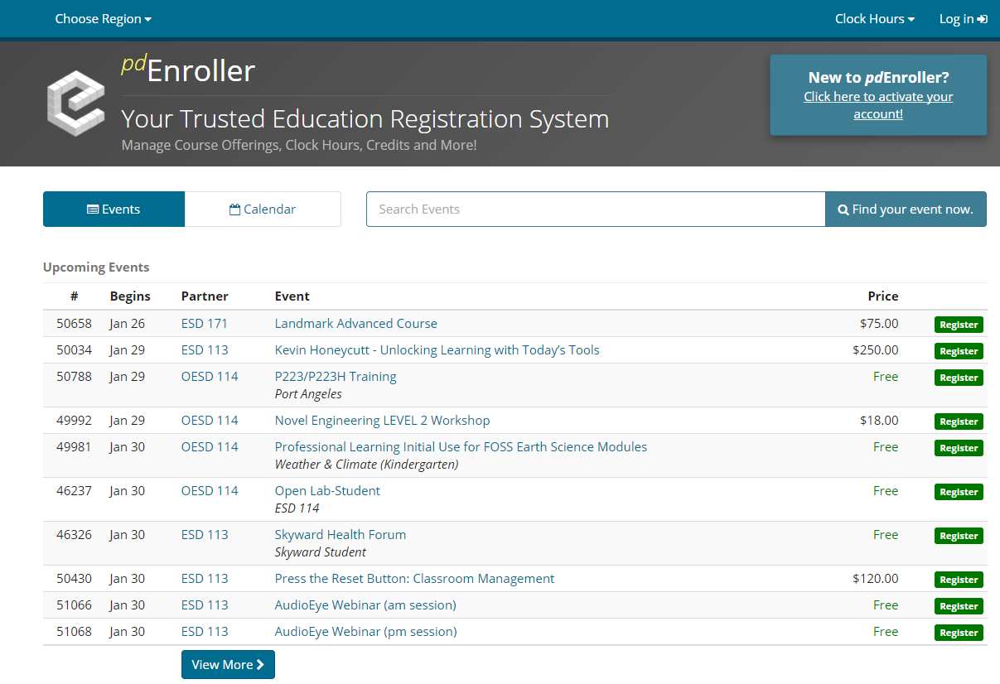 Choose Region Clock Hours Log in
pdEnroller
Your Trusted Education Registration System
Manage Course Offerings, Clock Hours, Credits and More!
New to pdEnroller?
Click here to activate your
account!
Events Calendar Search Events Find your event now.
Upcoming Events
# Begins Partner Event Price
50658 Jan 26 ESD 171 Landmark Advanced Course $75.00 Register
50034 Jan 29 ESD 113 Kevin Honeycutt - Unlocking Learning with Today’s Tools $250.00 Register
50788 Jan 29 OESD 114 P223/P223H Training Free Register
Port Angeles
49992 Jan 29 OESD 114 Novel Engineering LEVEL 2 Workshop $18.00 Register
49981 Jan 30 OESD 114 Professional Learning Initial Use for FOSS Earth Science Modules Free Register
Weather & Climate (Kindergarten)
46237 Jan 30 OESD 114 Open Lab-Student Free Register
ESD 114
46326 Jan 30 ESD 113 Skyward Health Forum Free Register
Skyward Student
50430 Jan 30 ESD 113 Press the Reset Button: Classroom Management $120.00 Register
51066 Jan 30 ESD 113 AudioEye Webinar (am session) Free Register
51068 Jan 30 ESD 113 AudioEye Webinar (pm session) Free Register
View More